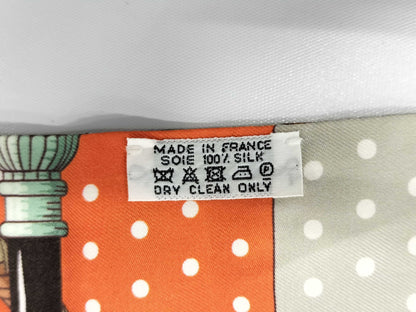 MADE IN FRANCE
SOIE 100% SILK
P
DRY CLEAN ONLY